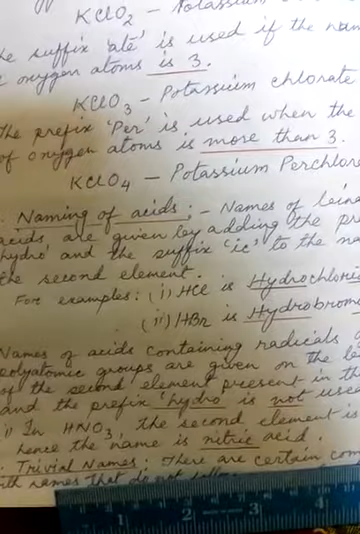 KClO2 - Potassium
the suffix 'ate' is used if the num
oxygen atoms is 3.
KClO3 - Potassium chlorate
The prefix 'Per' is used when the
of oxygen atoms is more than 3.
KClO4 - Potassium Perchlor
Naming of acids: - Names of bina
acids are given by adding the pr
'hydro' and the suffix 'ic' to the na
the second element.
For examples: (i) HCl is Hydrochloric
(ii) HBr is Hydrobrom
Names of acids containing radicals
polyatomic groups are given on the
of the second element present in the
and the prefix 'hydro' is not used
In HNO3, the second element is
hence the name is nitric acid.
Trivial Names: There are certain com
with names that do not
1 2 3 4